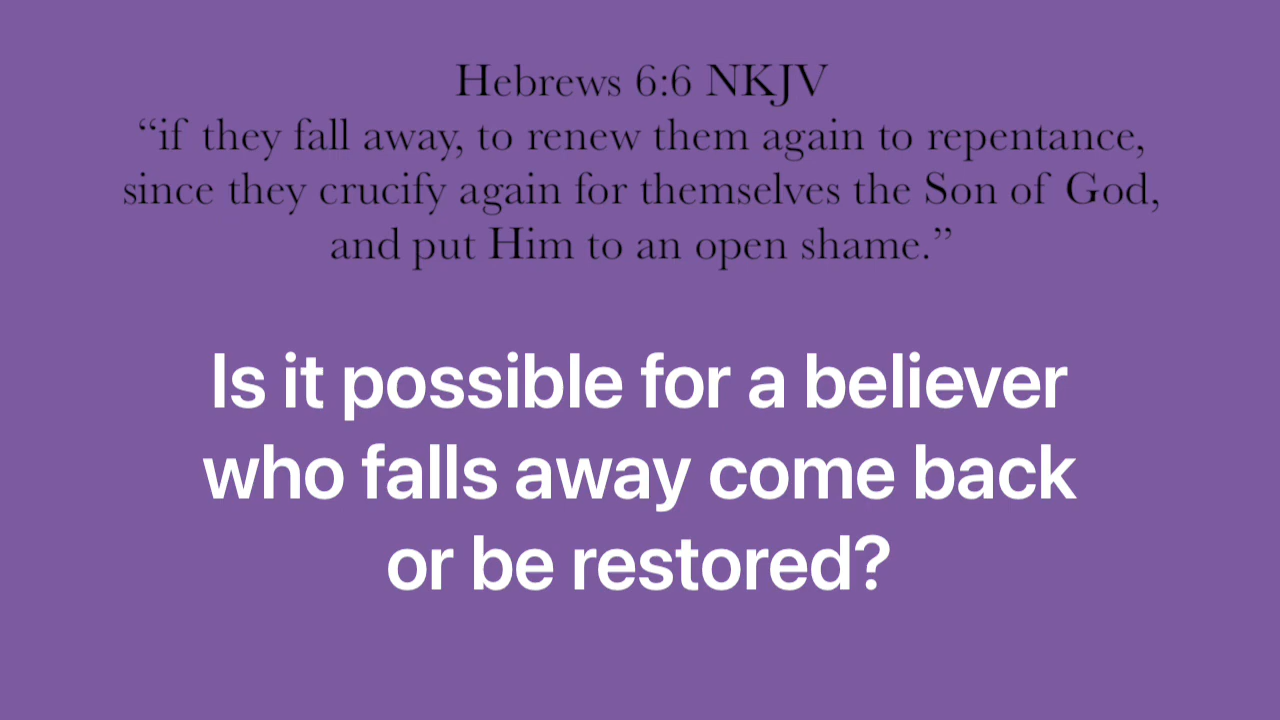 Hebrews 6:6 NKJV
“if they fall away, to renew them again to repentance,
since they crucify again for themselves the Son of God,
and put Him to an open shame.”
Is it possible for a believer
who falls away come back
or be restored?